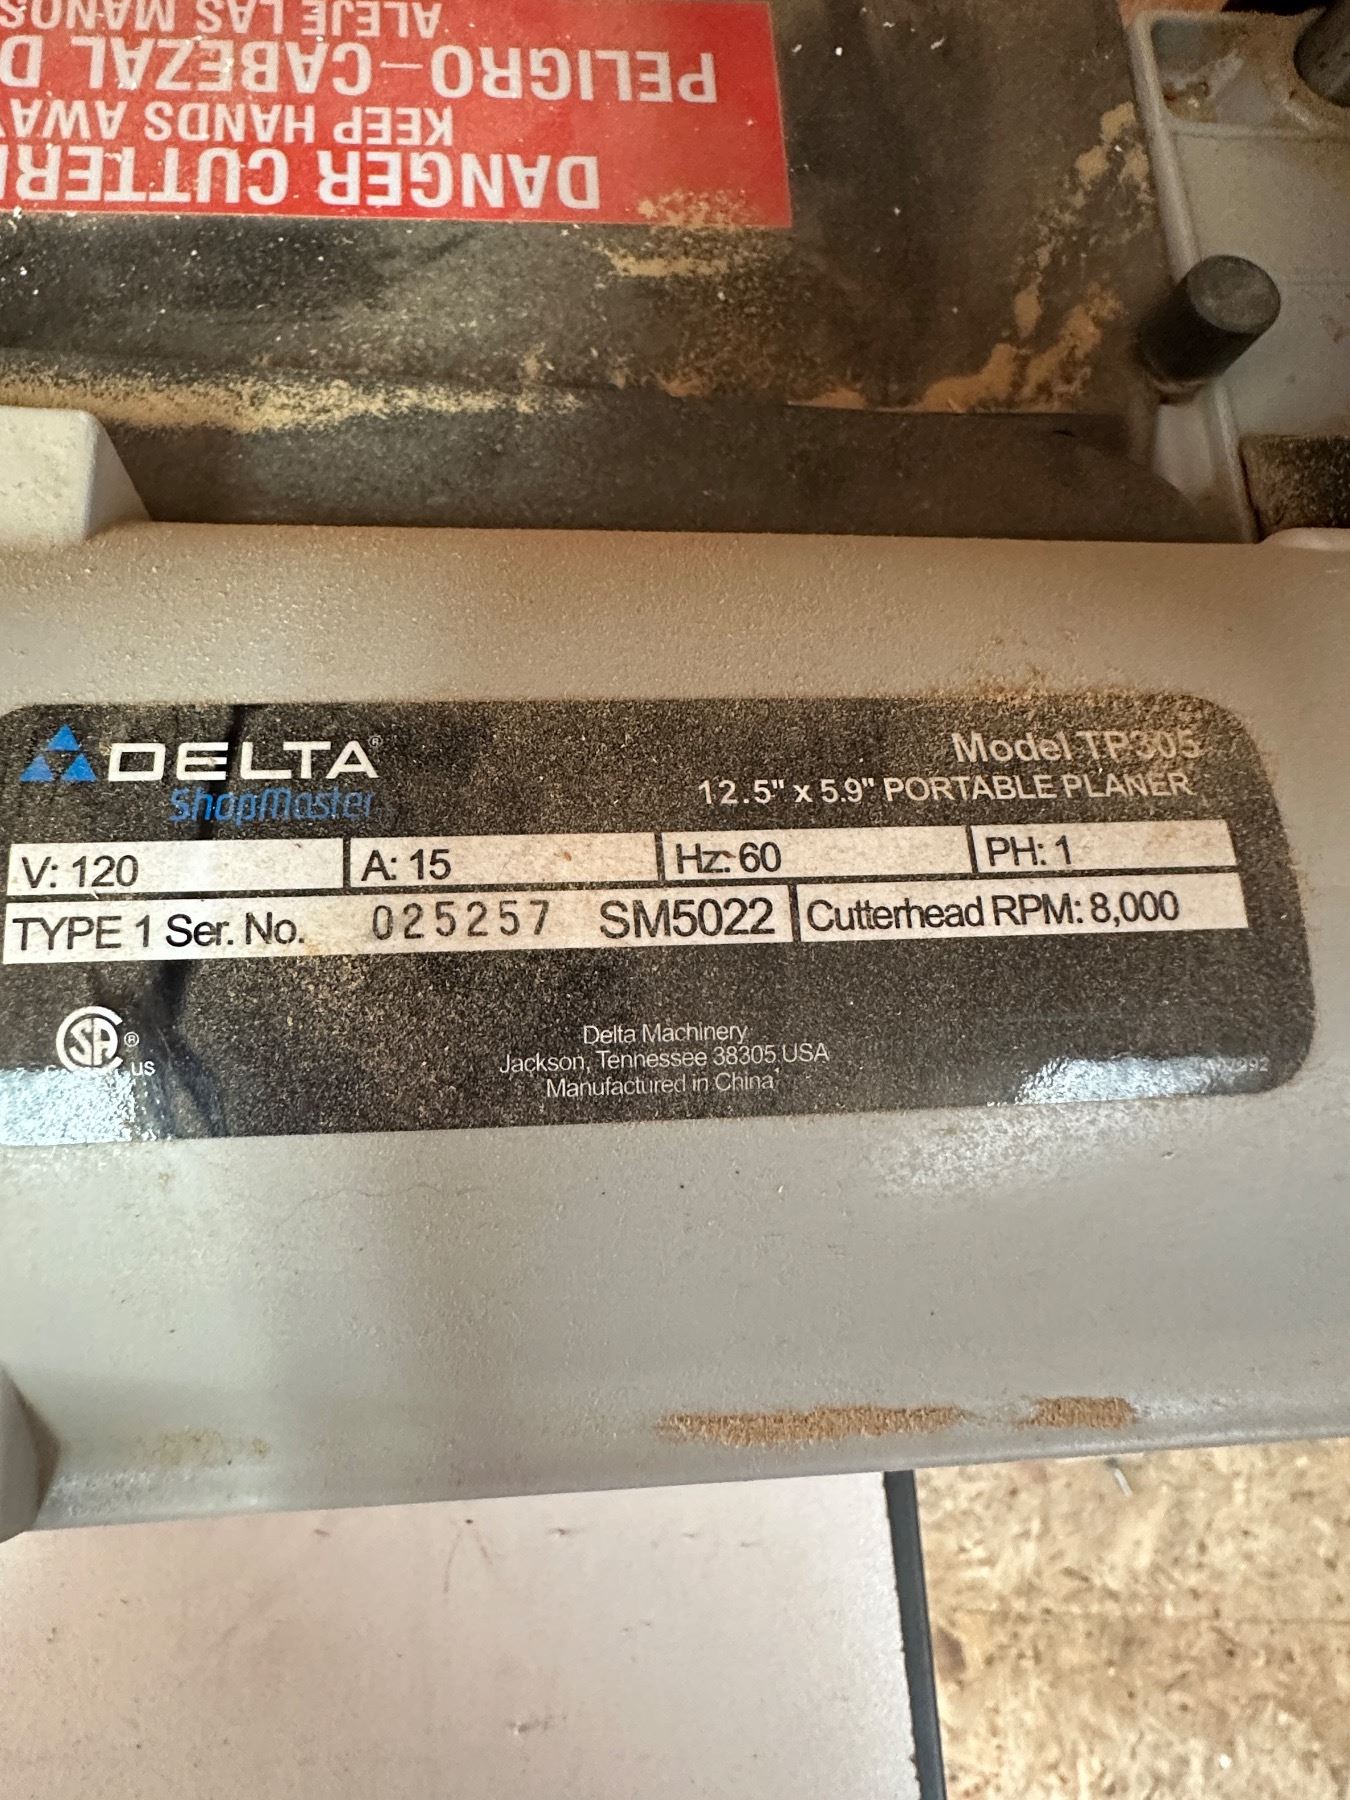 ALEJE LAS MANOS
PELIGRO-CABEZAL D
KEEP HANDS AWAY
DANGER CUTTER
DELTA®
ShopMaster
Model TP305
12.5" x 5.9" PORTABLE PLANER
V: 120 A: 15 Hz: 60 PH: 1
TYPE 1 Ser. No. 025257 SM5022 Cutterhead RPM: 8,000
SA ®
C US
Delta Machinery
Jackson, Tennessee 38305 USA
Manufactured in China